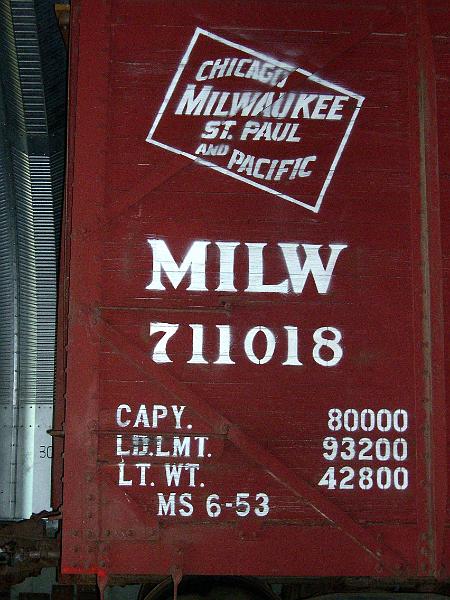 CHICAGO
MILWAUKEE
ST. PAUL
AND PACIFIC
MILW
711018
CAPY. 80000
LD.LMT. 93200
LT. WT. 42800
MS 6-53
30